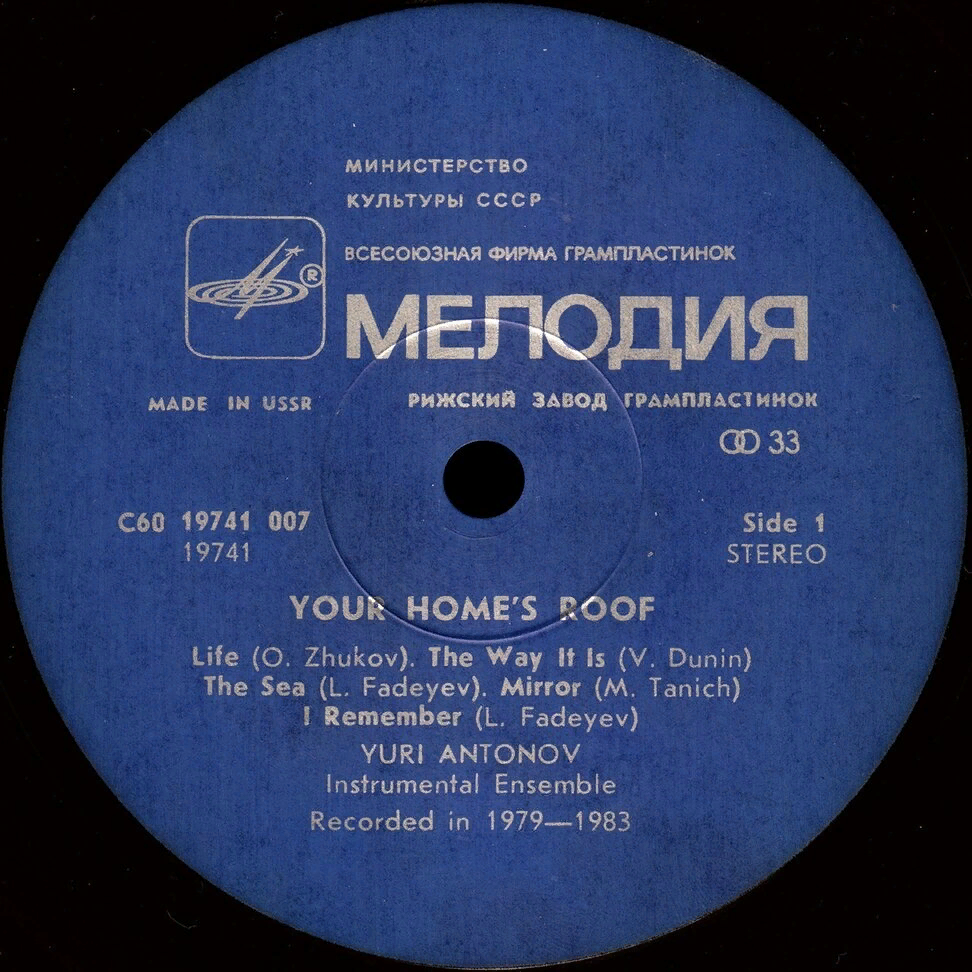 МИНИСТЕРСТВО
КУЛЬТУРЫ СССР
ВСЕСОЮЗНАЯ ФИРМА ГРАМПЛАСТИНОК
®
МЕЛОДИЯ
MADE IN USSR
РИЖСКИЙ ЗАВОД ГРАМПЛАСТИНОК
33
С60 19741 007
Side 1
19741
STEREO
YOUR HOME'S ROOF
Life (O. Zhukov). The Way It Is (V. Dunin)
The Sea (L. Fadeyev). Mirror (M. Tanich)
I Remember (L. Fadeyev)
YURI ANTONOV
Instrumental Ensemble
Recorded in 1979—1983